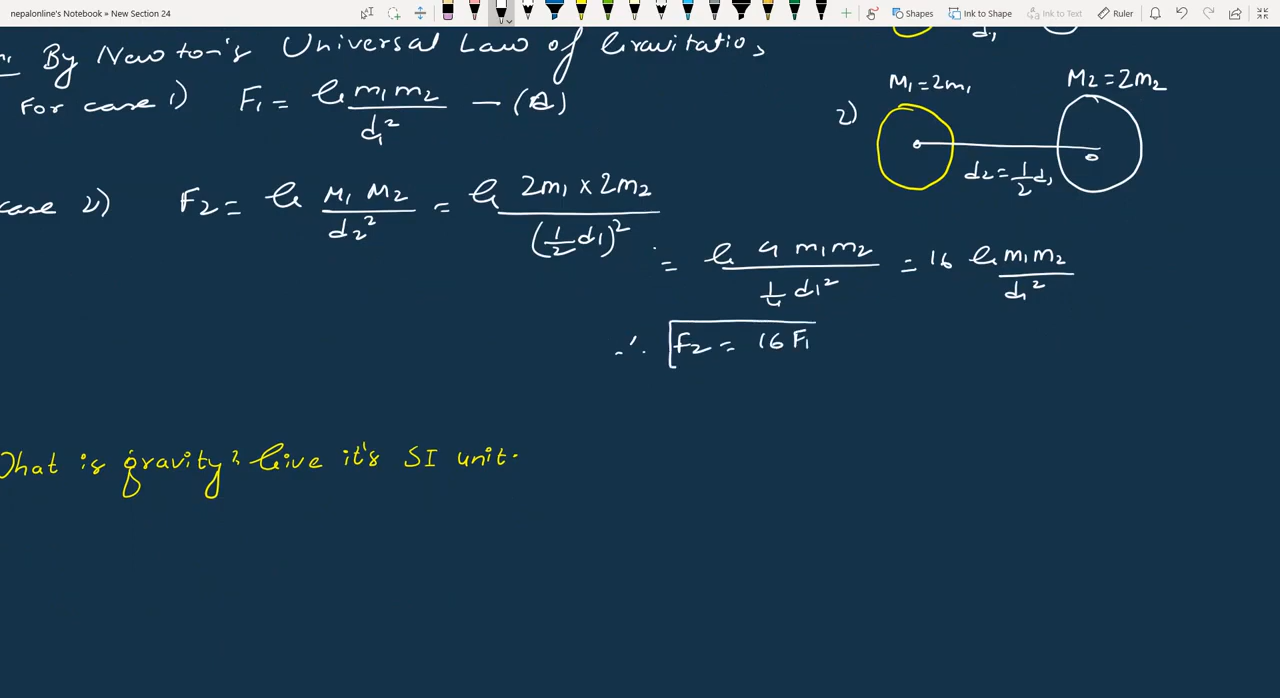 nepalonline's Notebook » New Section 24
Shapes
Ink to Shape
Ink to Text
Ruler
d₁
By Newton's Universal Law of Gravitation,
For case 1) F₁ = G m₁m₂ / d₁² — (A)
2) M₁ = 2m₁ M₂ = 2m₂
d₂ = 1/2 d₁
case 2) F₂ = G M₁ M₂ / d₂² = G 2m₁ × 2m₂ / (1/2 d₁)²
= G 4 m₁m₂ / 1/4 d₁² = 16 G m₁m₂ / d₁²
∴ F₂ = 16 F₁
What is gravity? Give it's SI unit.